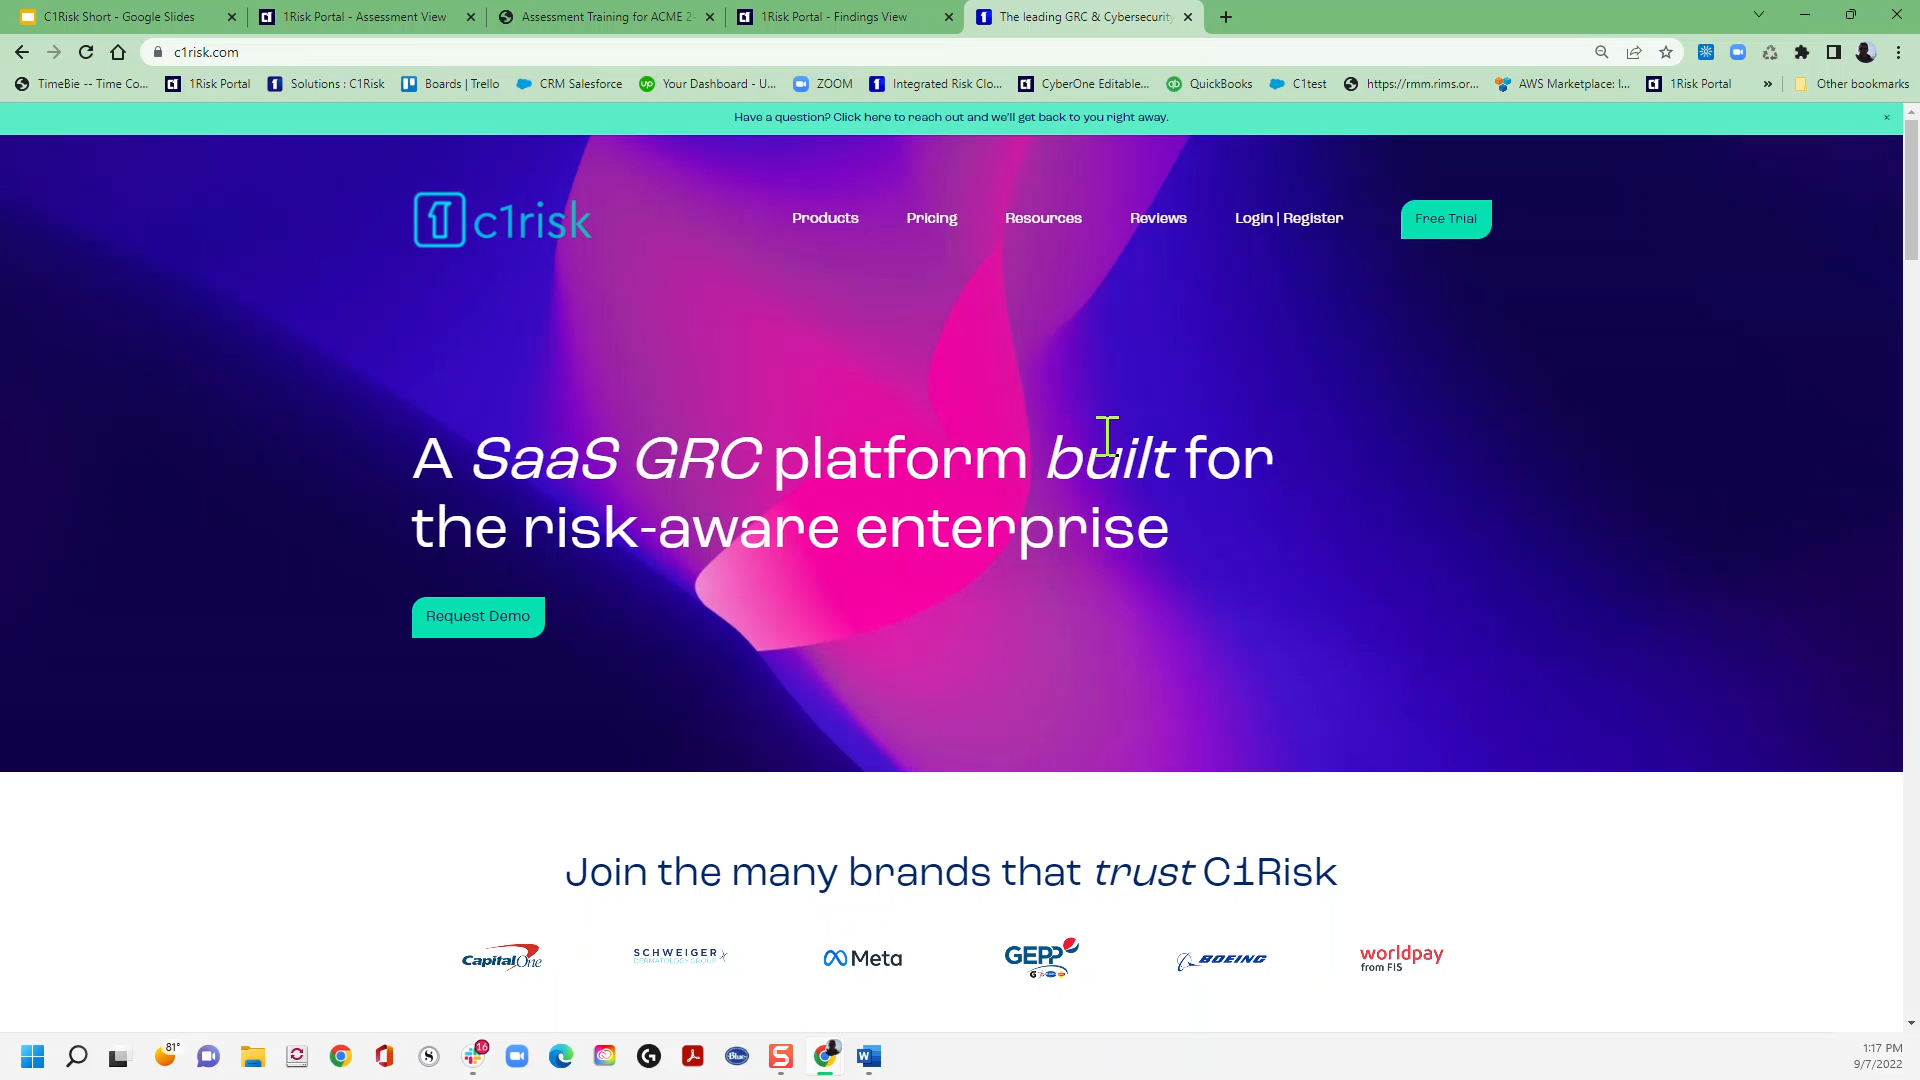 C1Risk Short - Google Slides
1Risk Portal - Assessment View
Assessment Training for ACME 2-
1Risk Portal - Findings View
The leading GRC & Cybersecurity
c1risk.com
TimeBie -- Time Co...
1Risk Portal
Solutions : C1Risk
Boards | Trello
CRM Salesforce
Your Dashboard - U...
ZOOM
Integrated Risk Clo...
CyberOne Editable...
QuickBooks
C1test
https://rmm.rims.or...
AWS Marketplace: I...
1Risk Portal
»
Other bookmarks
Have a question? Click here to reach out and we'll get back to you right away.
c1risk
Products
Pricing
Resources
Reviews
Login | Register
Free Trial
A SaaS GRC platform built for
the risk-aware enterprise
Request Demo
Join the many brands that trust C1Risk
Capital One
SCHWEIGER
DERMATOLOGY GROUP
Meta
GEPP
BOEING
worldpay
from FIS
81°
16
1:17 PM
9/7/2022